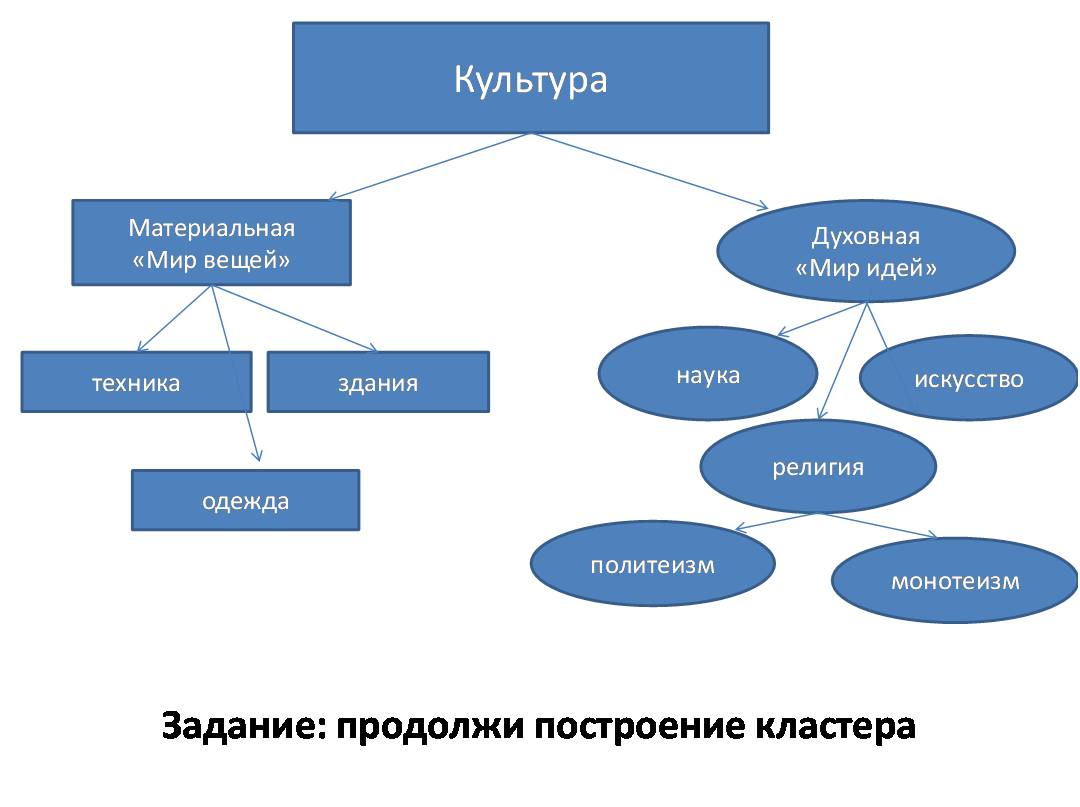 Культура
Материальная
«Мир вещей»
Духовная
«Мир идей»
техника
здания
наука
искусство
одежда
религия
политеизм
монотеизм
Задание: продолжи построение кластера